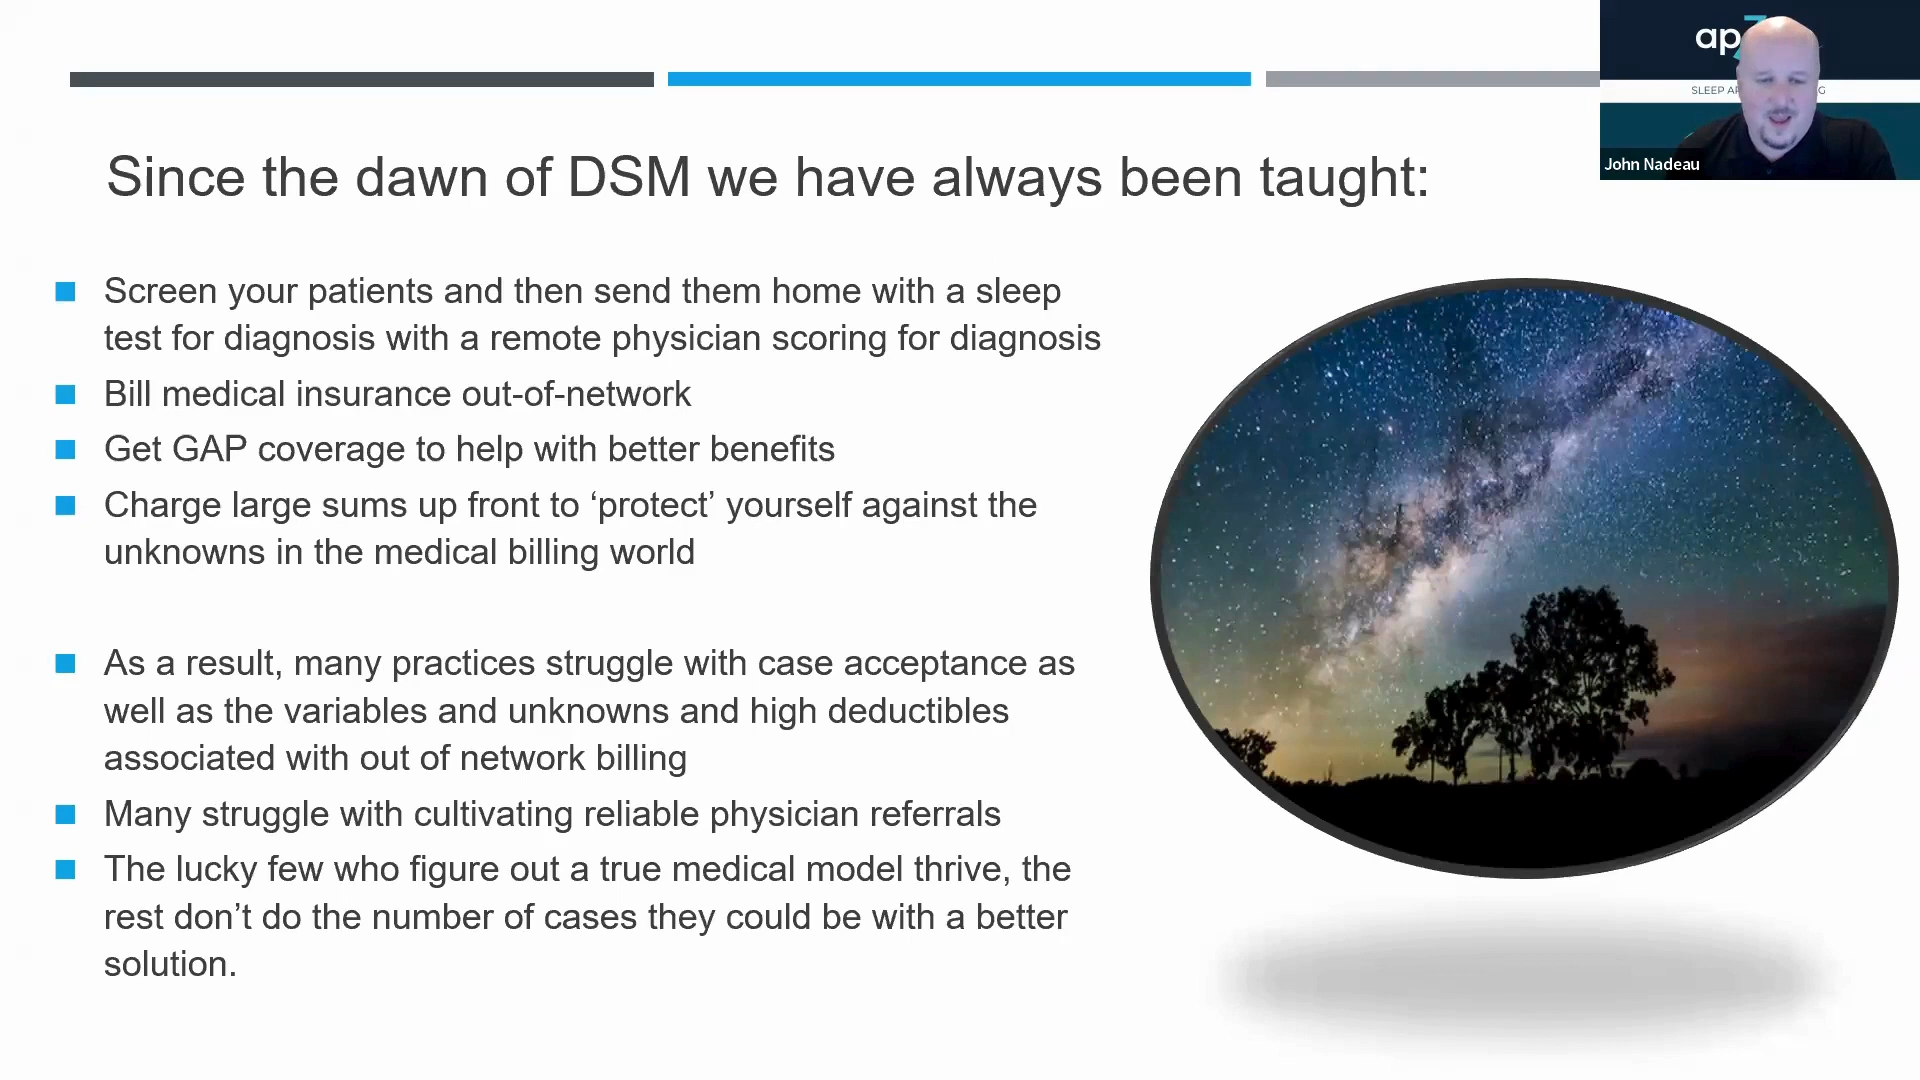 ap
SLEEP
G
John Nadeau
Since the dawn of DSM we have always been taught:
Screen your patients and then send them home with a sleep
test for diagnosis with a remote physician scoring for diagnosis
Bill medical insurance out-of-network
Get GAP coverage to help with better benefits
Charge large sums up front to ‘protect’ yourself against the
unknowns in the medical billing world
As a result, many practices struggle with case acceptance as
well as the variables and unknowns and high deductibles
associated with out of network billing
Many struggle with cultivating reliable physician referrals
The lucky few who figure out a true medical model thrive, the
rest don’t do the number of cases they could be with a better
solution.